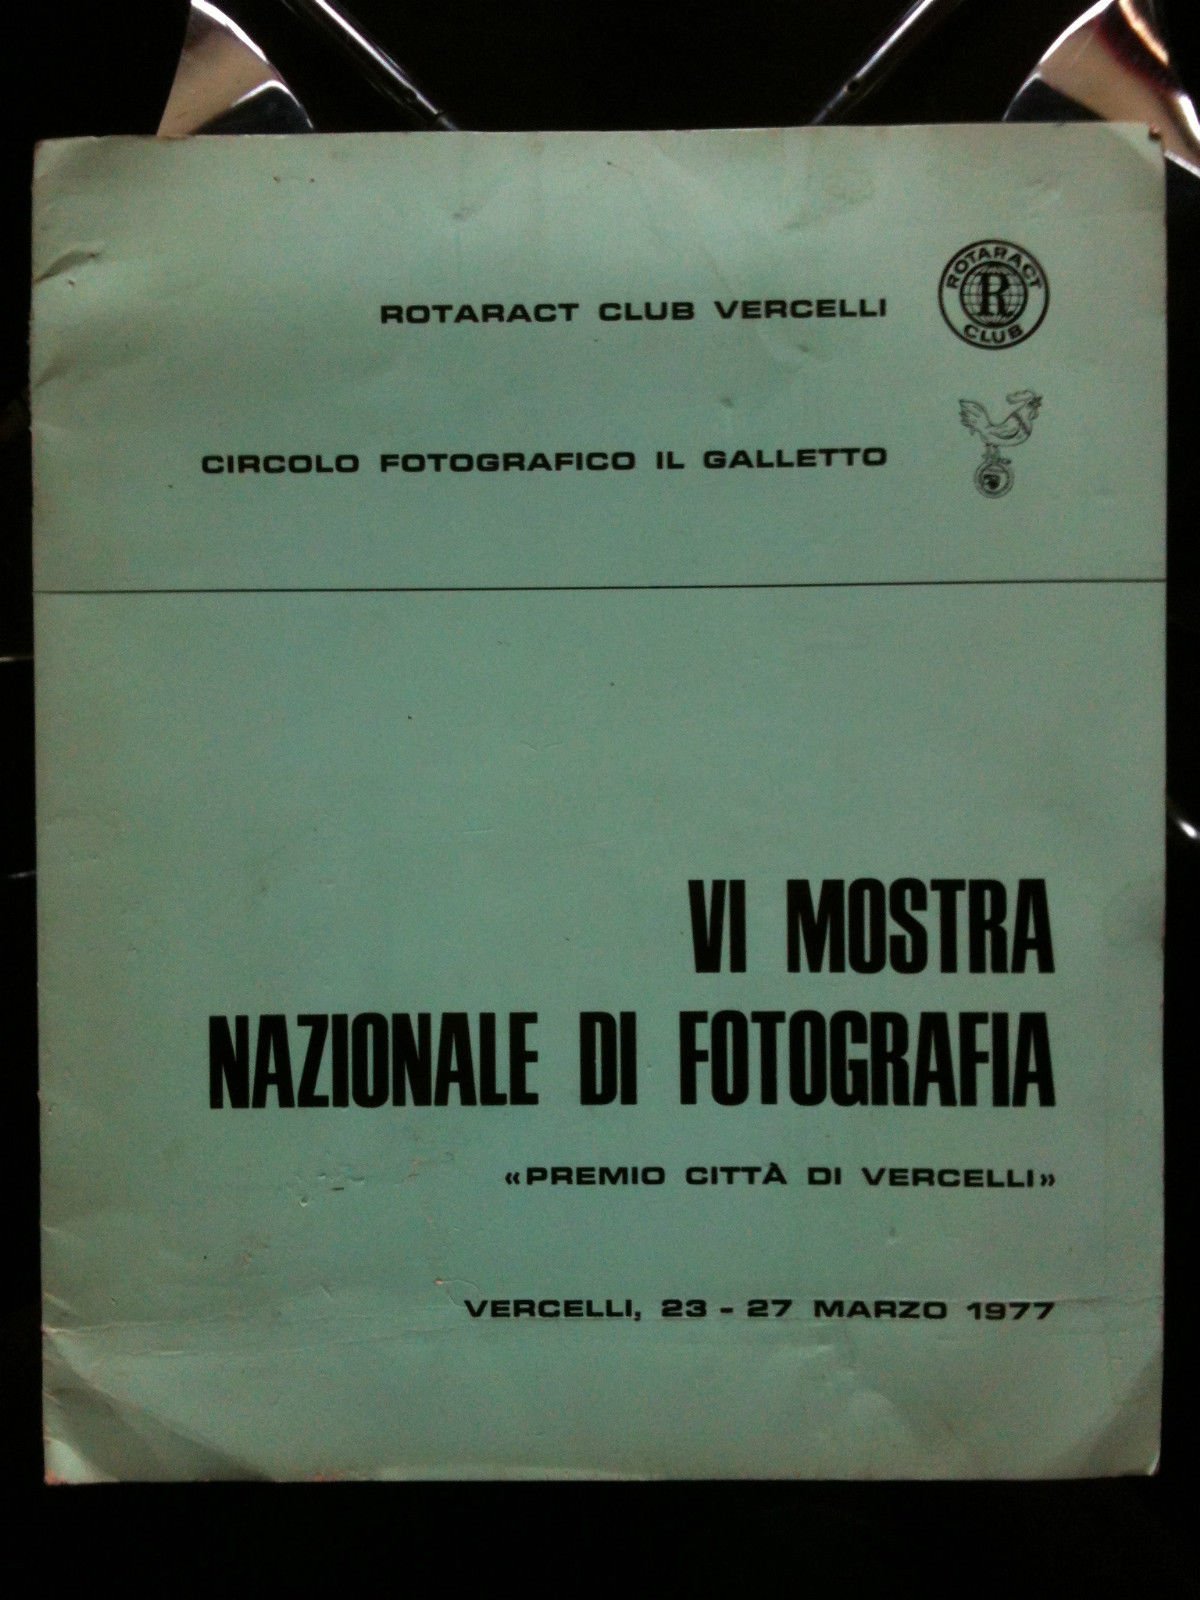 ROTARACT CLUB VERCELLI
ROTARACT
R
CLUB
CIRCOLO FOTOGRAFICO IL GALLETTO
VI MOSTRA
NAZIONALE DI FOTOGRAFIA
«PREMIO CITTÀ DI VERCELLI»
VERCELLI, 23 - 27 MARZO 1977